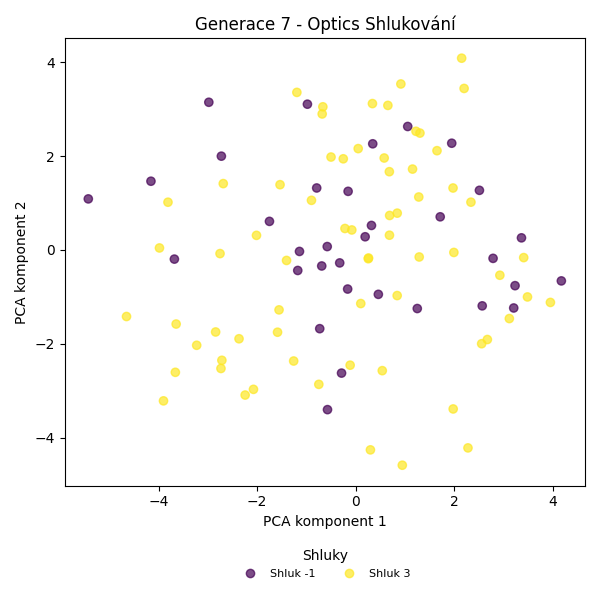 Generace 7 - Optics Shlukování
4
2
0
−2
−4
PCA komponent 2
−4 −2 0 2 4
PCA komponent 1
Shluky
Shluk -1 Shluk 3